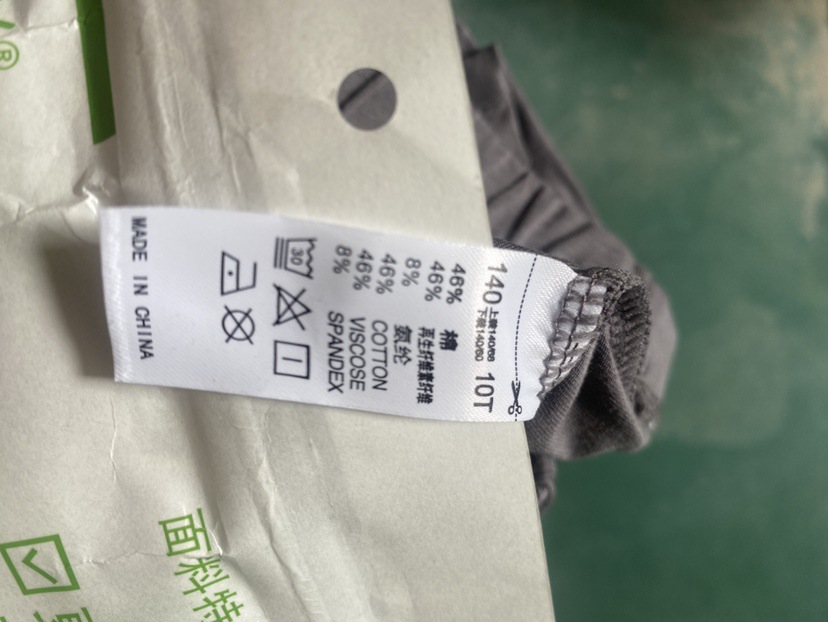 140 上装140/68 下装140/60 10T
46% 棉
46% 再生纤维素纤维
8% 氨纶
46% COTTON
46% VISCOSE
8% SPANDEX
30
MADE IN CHINA
面料特
®